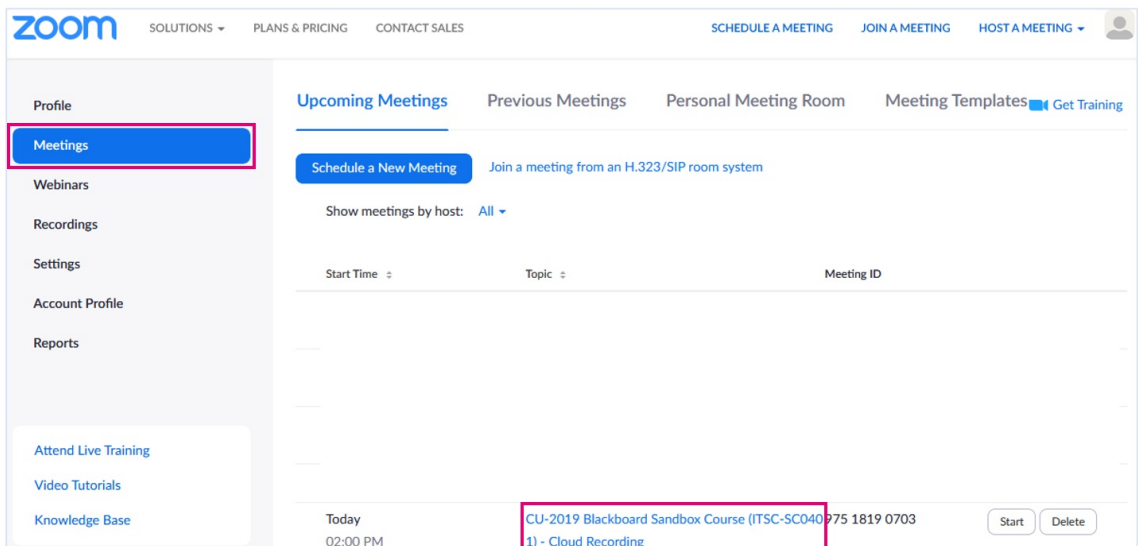 zoom SOLUTIONS PLANS & PRICING CONTACT SALES SCHEDULE A MEETING JOIN A MEETING HOST A MEETING
Profile
Meetings
Webinars
Recordings
Settings
Account Profile
Reports
Attend Live Training
Video Tutorials
Knowledge Base
Upcoming Meetings Previous Meetings Personal Meeting Room Meeting Templates Get Training
Schedule a New Meeting Join a meeting from an H.323/SIP room system
Show meetings by host: All
Start Time Topic Meeting ID
Today CU-2019 Blackboard Sandbox Course (ITSC-SC040 975 1819 0703 Start Delete
02:00 PM 1) - Cloud Recording